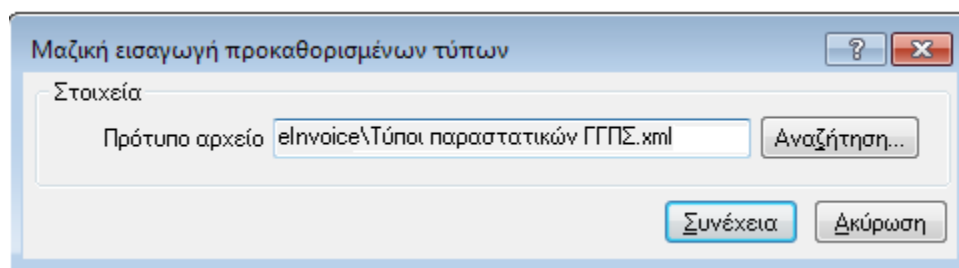 Μαζική εισαγωγή προκαθορισμένων τύπων
Στοιχεία
Πρότυπο αρχείο eInvoice\Τύποι παραστατικών ΓΓΠΣ.xml Αναζήτηση...
Συνέχεια Ακύρωση